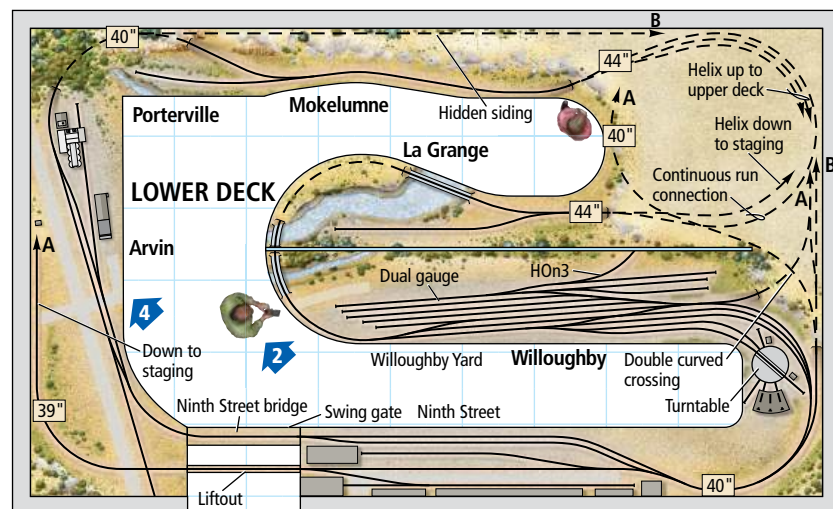 40"
B
44"
Helix up to
upper deck
Porterville
Mokelumne
Hidden siding
A
40"
Helix down
to staging
La Grange
B
Continuous run
connection
A
LOWER DECK
A
44"
Arvin
Dual gauge
HOn3
4
2
Down to
staging
Willoughby Yard
Willoughby
Double curved
crossing
Turntable
Ninth Street bridge
Swing gate
Ninth Street
39"
40"
Liftout